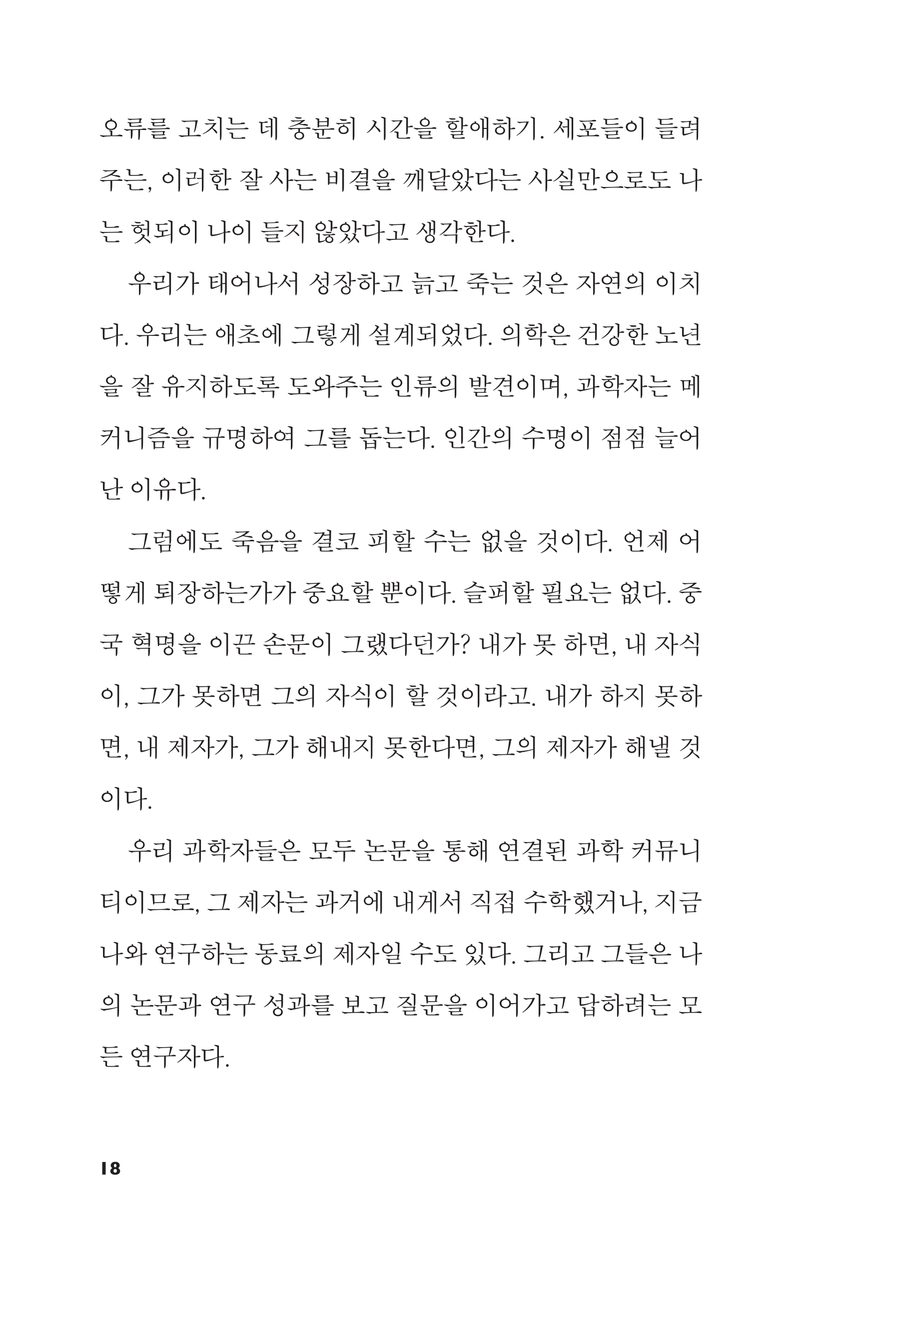 오류를 고치는 데 충분히 시간을 할애하기. 세포들이 들려
주는, 이러한 잘 사는 비결을 깨달았다는 사실만으로도 나
는 헛되이 나이 들지 않았다고 생각한다.
우리가 태어나서 성장하고 늙고 죽는 것은 자연의 이치
다. 우리는 애초에 그렇게 설계되었다. 의학은 건강한 노년
을 잘 유지하도록 도와주는 인류의 발견이며, 과학자는 메
커니즘을 규명하여 그를 돕는다. 인간의 수명이 점점 늘어
난 이유다.
그럼에도 죽음을 결코 피할 수는 없을 것이다. 언제 어
떻게 퇴장하는가가 중요할 뿐이다. 슬퍼할 필요는 없다. 중
국 혁명을 이끈 손문이 그랬다던가? 내가 못 하면, 내 자식
이, 그가 못하면 그의 자식이 할 것이라고. 내가 하지 못하
면, 내 제자가, 그가 해내지 못한다면, 그의 제자가 해낼 것
이다.
우리 과학자들은 모두 논문을 통해 연결된 과학 커뮤니
티이므로, 그 제자는 과거에 내게서 직접 수학했거나, 지금
나와 연구하는 동료의 제자일 수도 있다. 그리고 그들은 나
의 논문과 연구 성과를 보고 질문을 이어가고 답하려는 모
든 연구자다.
18